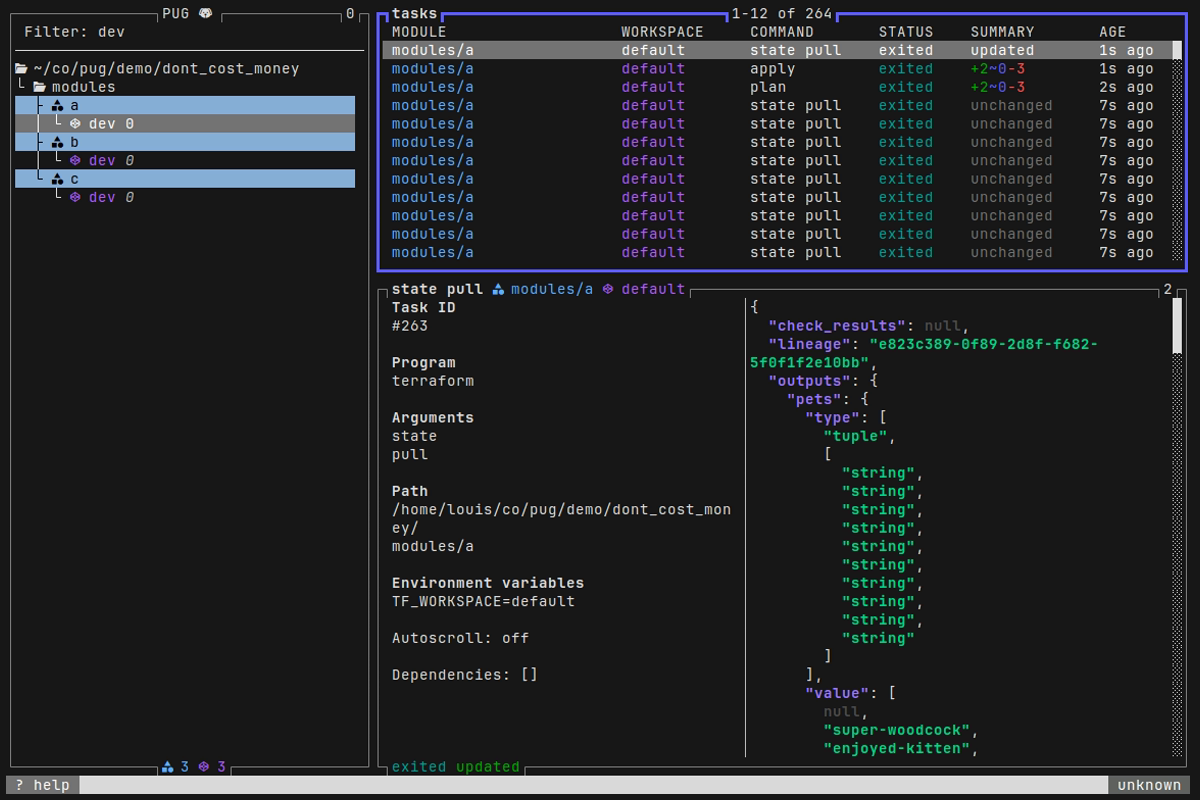 PUG 0
Filter: dev
~/co/pug/demo/dont_cost_money
modules
a
dev 0
b
dev 0
c
dev 0
3 3
tasks 1-12 of 264
MODULE WORKSPACE COMMAND STATUS SUMMARY AGE
modules/a default state pull exited updated 1s ago
modules/a default apply exited +2~0-3 1s ago
modules/a default plan exited +2~0-3 2s ago
modules/a default state pull exited unchanged 7s ago
modules/a default state pull exited unchanged 7s ago
modules/a default state pull exited unchanged 7s ago
modules/a default state pull exited unchanged 7s ago
modules/a default state pull exited unchanged 7s ago
modules/a default state pull exited unchanged 7s ago
modules/a default state pull exited unchanged 7s ago
modules/a default state pull exited unchanged 7s ago
modules/a default state pull exited unchanged 7s ago
state pull modules/a default 2
Task ID
#263
Program
terraform
Arguments
state
pull
Path
/home/louis/co/pug/demo/dont_cost_mon
ey/
modules/a
Environment variables
TF_WORKSPACE=default
Autoscroll: off
Dependencies: []
{
"check_results": null,
"lineage": "e823c389-0f89-2d8f-f682-
5f0f1f2e10bb",
"outputs": {
"pets": {
"type": [
"tuple",
[
"string",
"string",
"string",
"string",
"string",
"string",
"string",
"string",
"string",
"string"
]
],
"value": [
null,
"super-woodcock",
"enjoyed-kitten",
exited updated
? help unknown